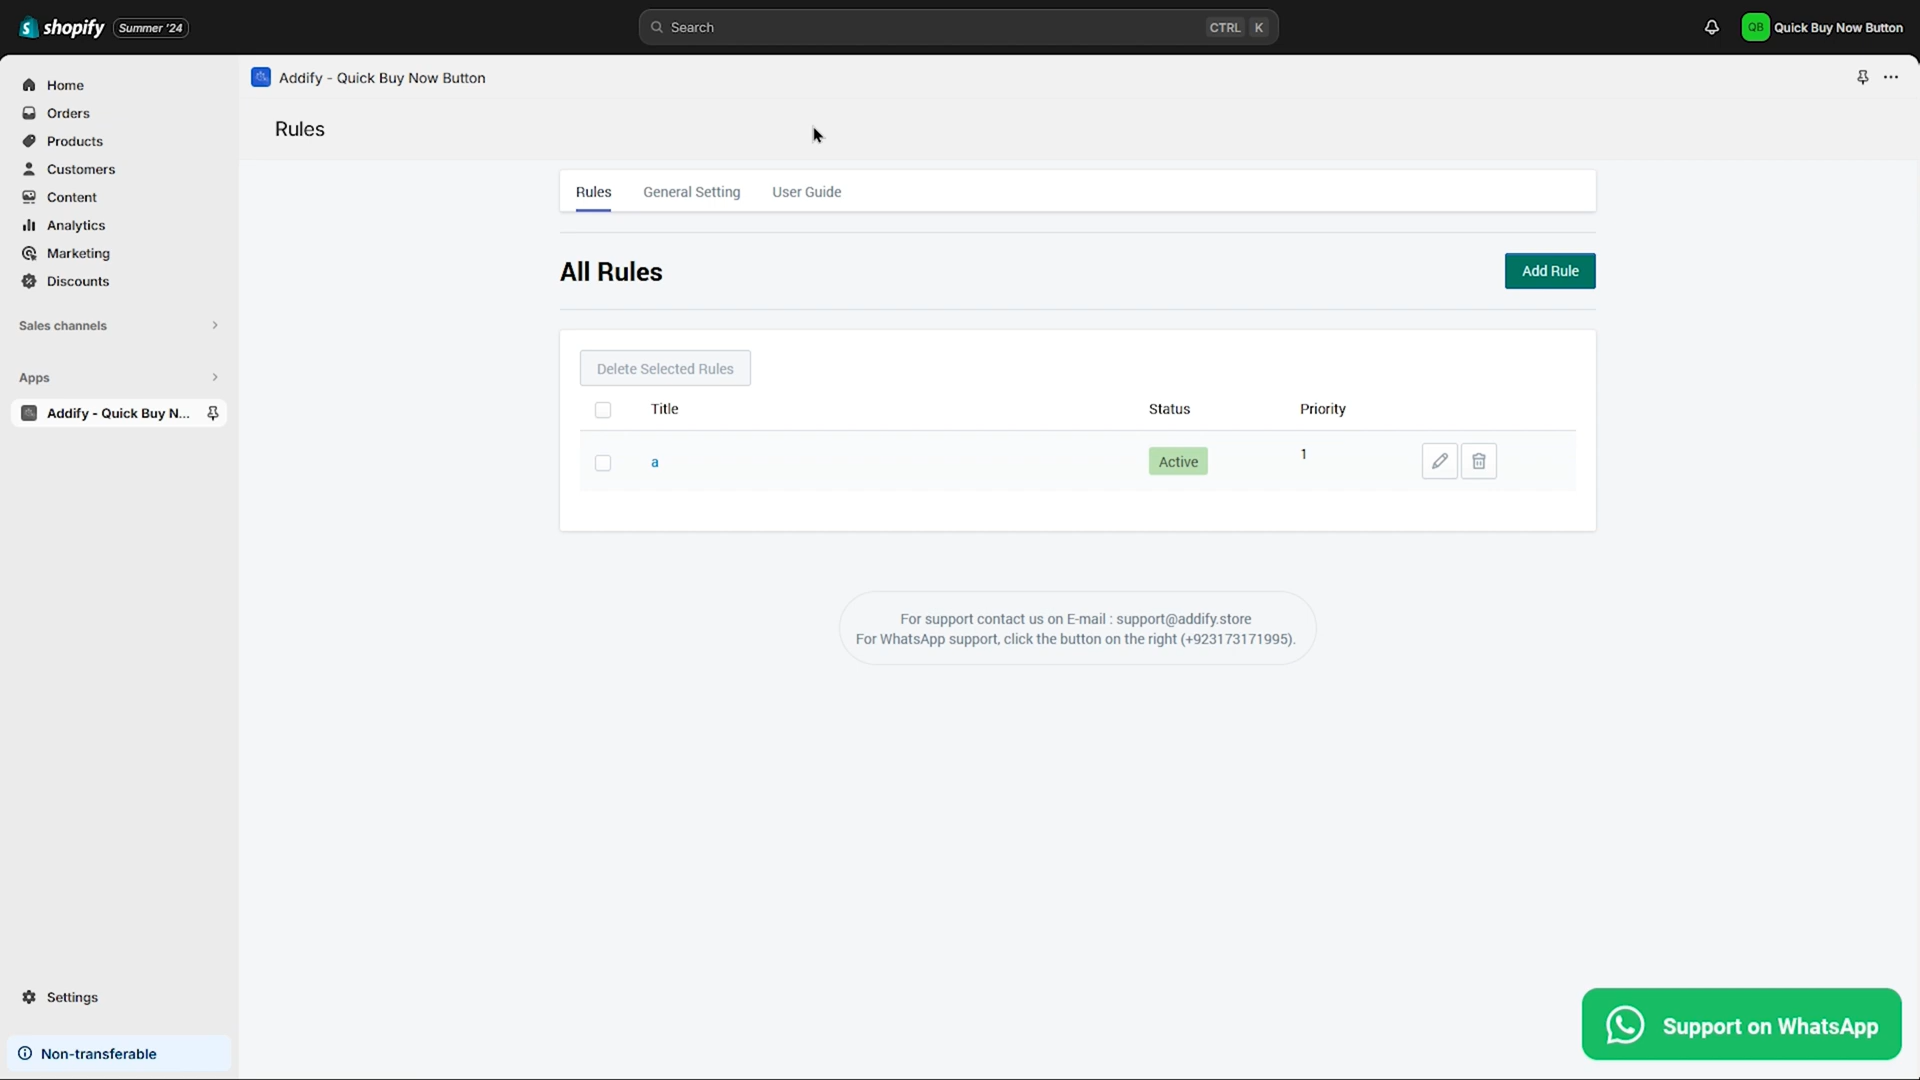 shopify Summer '24
Search CTRL K
QB Quick Buy Now Button
Home
Orders
Products
Customers
Content
Analytics
Marketing
Discounts
Sales channels
Apps
Addify - Quick Buy N...
Settings
Non-transferable
Addify - Quick Buy Now Button
Rules
Rules General Setting User Guide
All Rules
Add Rule
Delete Selected Rules
Title Status Priority
a Active 1
For support contact us on E-mail : support@addify.store
For WhatsApp support, click the button on the right (+923173171995).
Support on WhatsApp